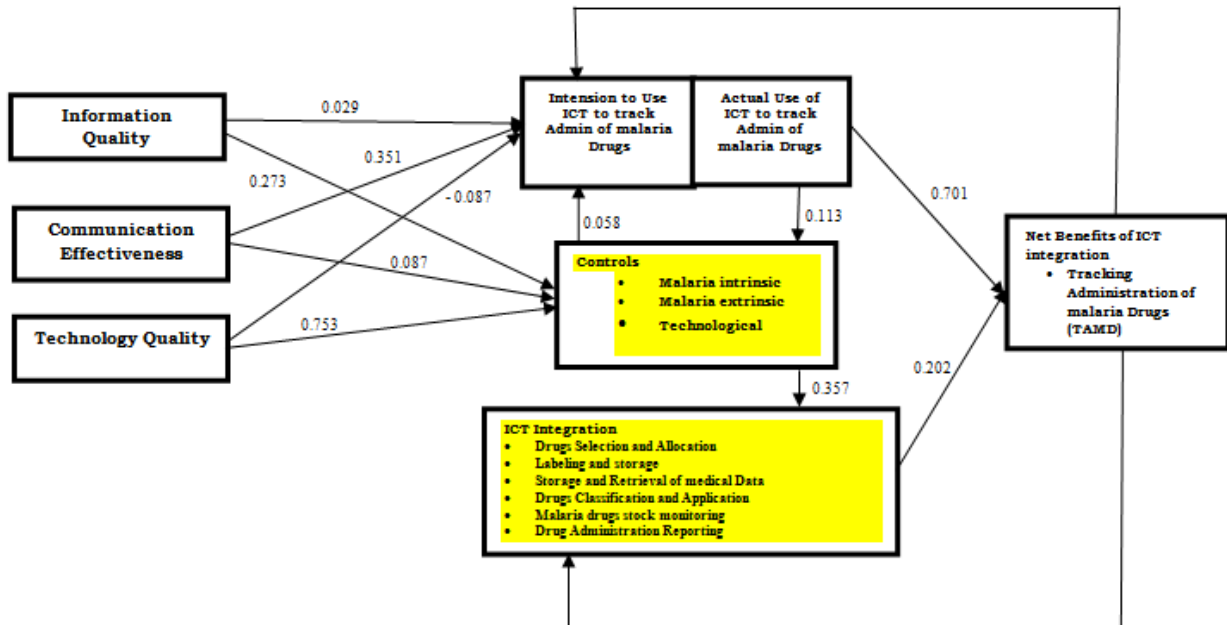 Information
Quality
Communication
Effectiveness
Technology Quality
0.029
0.351
0.273
- 0.087
0.087
0.753
Intension to Use
ICT to track
Admin of malaria
Drugs
Actual Use of
ICT to track
Admin of
malaria Drugs
0.058
0.113
0.701
Controls
• Malaria intrinsic
• Malaria extrinsic
• Technological
0.357
0.202
ICT Integration
• Drugs Selection and Allocation
• Labeling and storage
• Storage and Retrieval of medical Data
• Drugs Classification and Application
• Malaria drugs stock monitoring
• Drug Administration Reporting
Net Benefits of ICT
integration
• Tracking
Administration of
malaria Drugs
(TAMD)